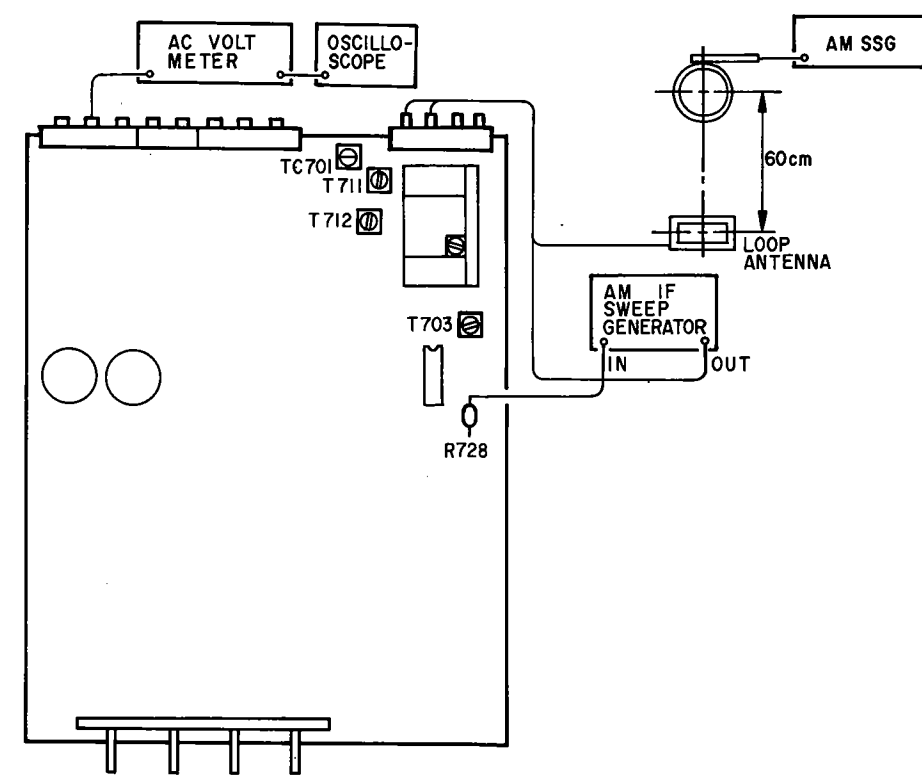 AC VOLT
METER
OSCILLO-
SCOPE
AM SSG
TC701
T711
T712
60cm
LOOP
ANTENNA
AM IF
SWEEP
GENERATOR
IN
OUT
T703
R728